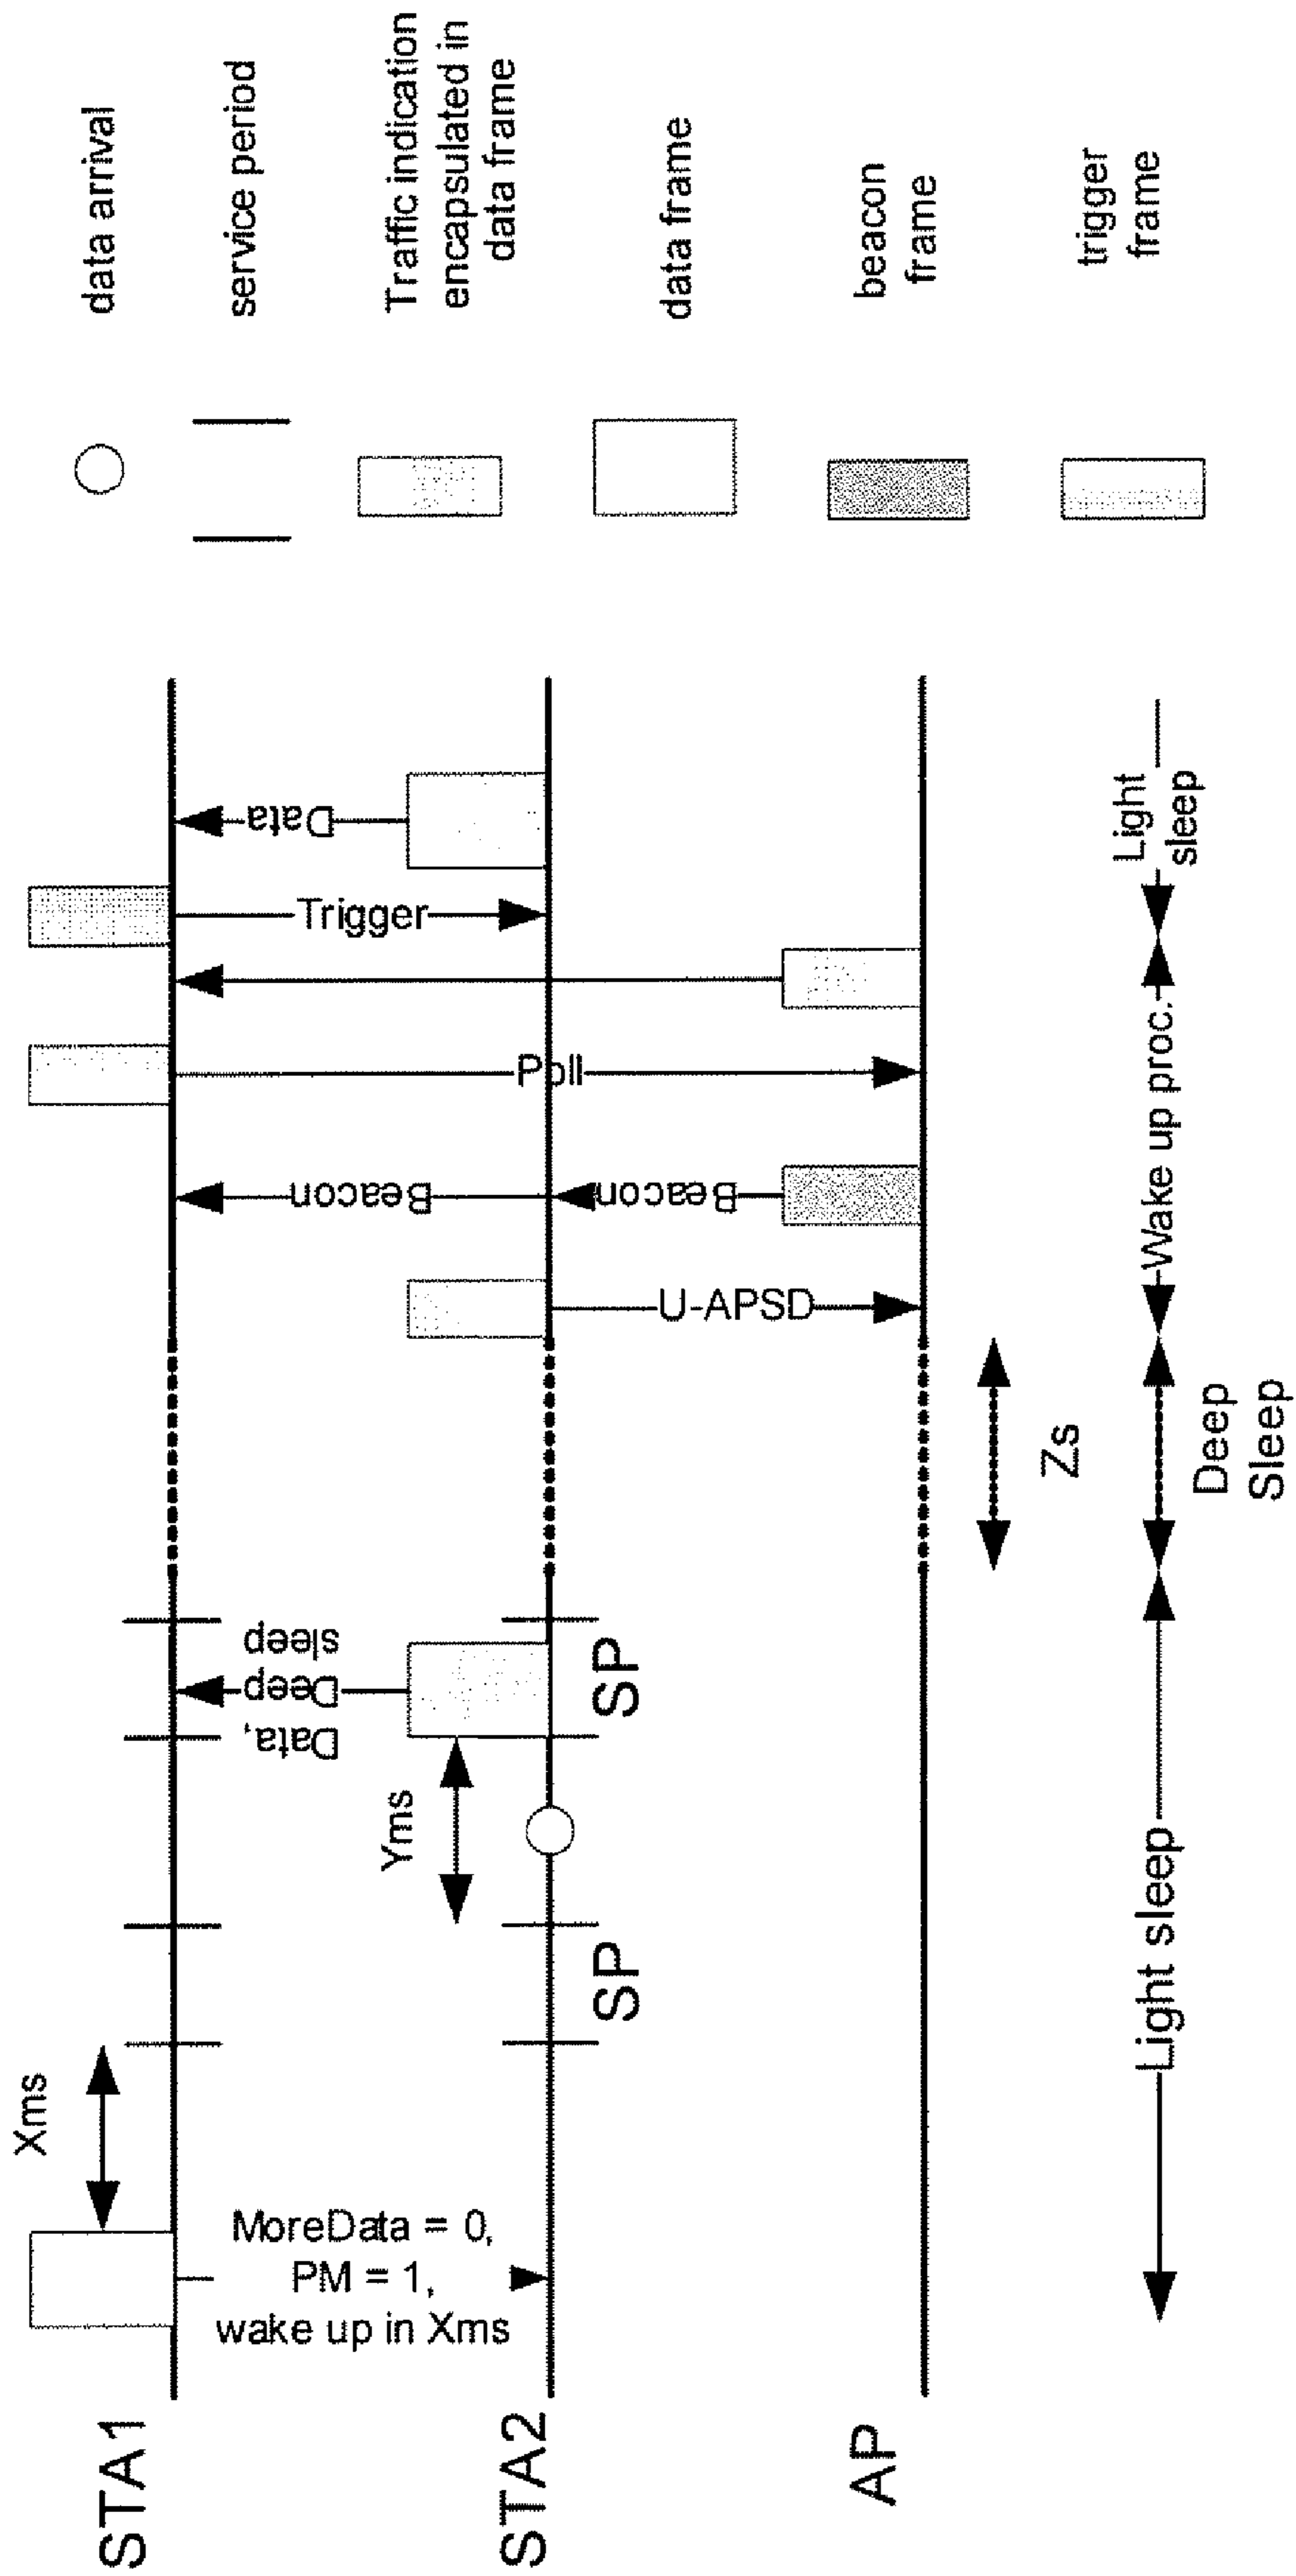 STA1
STA2
AP
Xms
MoreData = 0,
PM = 1,
wake up in Xms
SP
Yms
Data,
Deep
sleep
SP
U-APSD
Beacon
Beacon
Poll
Trigger
Data
Zs
Light sleep
Deep
Sleep
Wake up proc.
Light
sleep
data arrival
service period
Traffic indication
encapsulated in
data frame
data frame
beacon
frame
trigger
frame